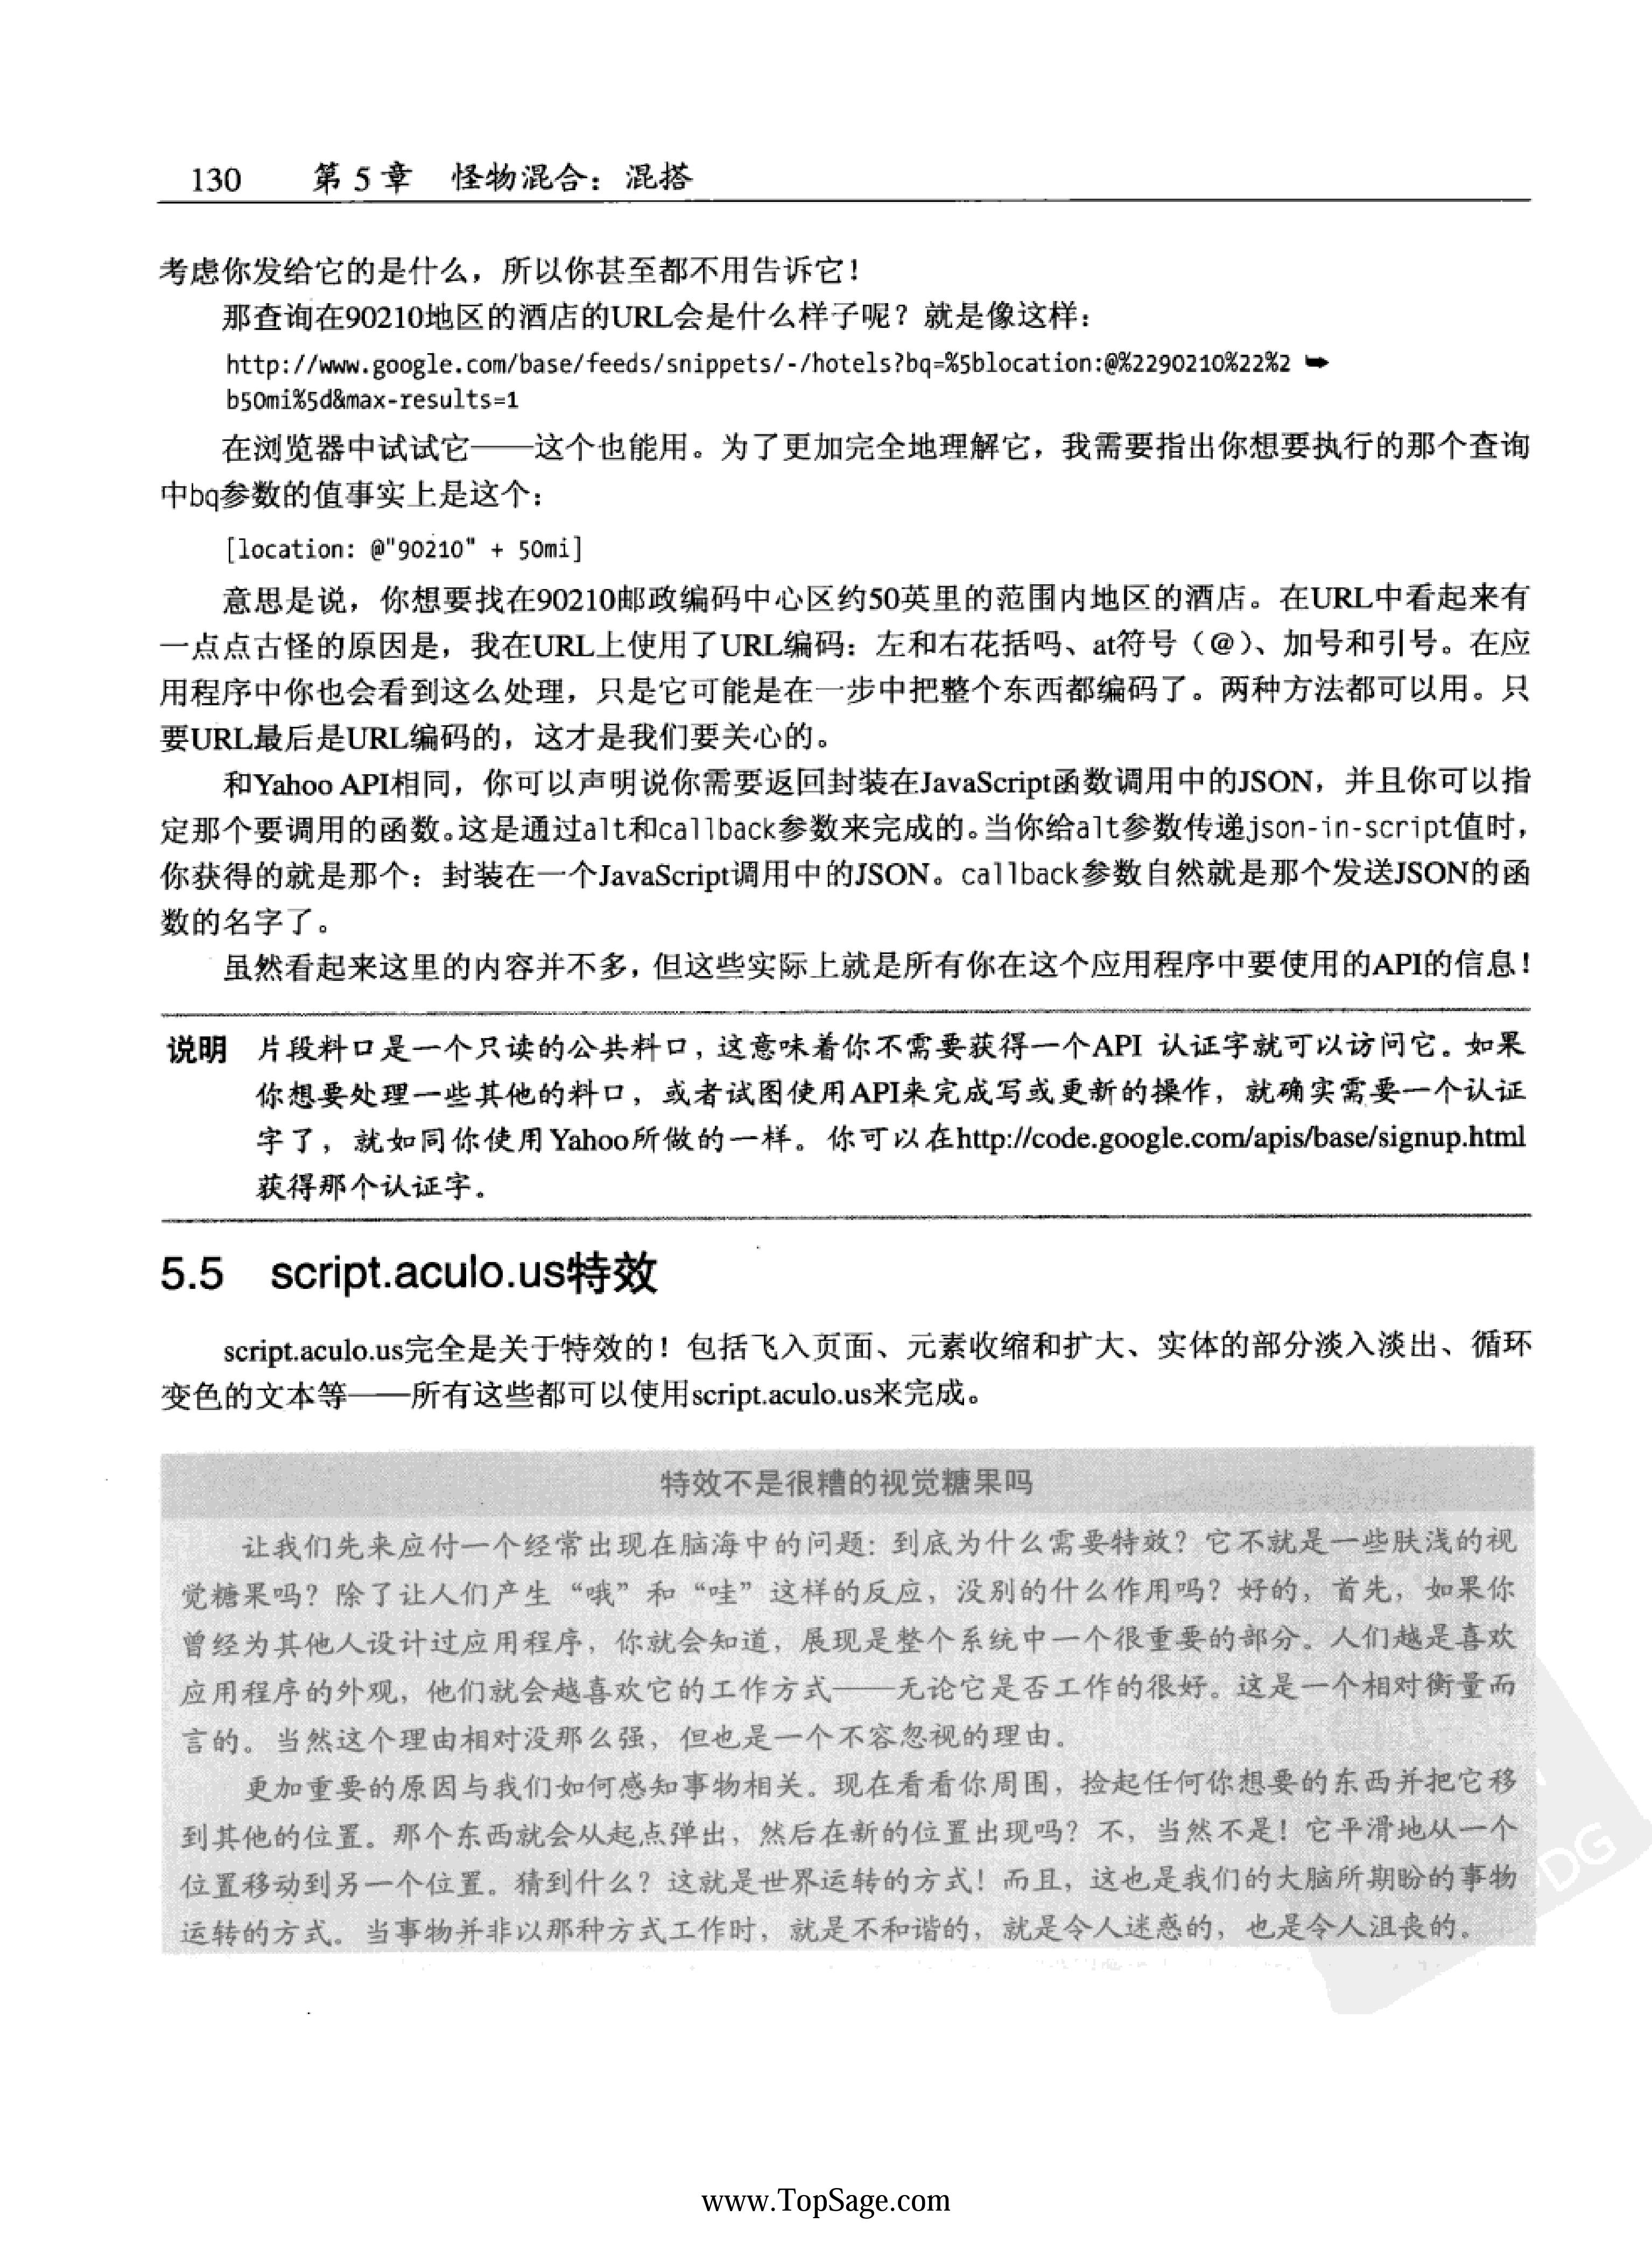 130 第 5 章 怪物混合：混搭
考虑你发给它的是什么，所以你甚至都不用告诉它！
那查询在90210地区的酒店的URL会是什么样子呢？就是像这样：
http://www.google.com/base/feeds/snippets/-/hotels?bq=%5blocation:@%2290210%22%2 ➥
b50mi%5d&max-results=1
在浏览器中试试它——这个也能用。为了更加完全地理解它，我需要指出你想要执行的那个查询
中bq参数的值事实上是这个：
[location: @"90210" + 50mi]
意思是说，你想要找在90210邮政编码中心区约50英里的范围内地区的酒店。在URL中看起来有
一点点古怪的原因是，我在URL上使用了URL编码：左和右花括吗、at符号（@）、加号和引号。在应
用程序中你也会看到这么处理，只是它可能是在一步中把整个东西都编码了。两种方法都可以用。只
要URL最后是URL编码的，这才是我们要关心的。
和Yahoo API相同，你可以声明说你需要返回封装在JavaScript函数调用中的JSON，并且你可以指
定那个要调用的函数。这是通过alt和callback参数来完成的。当你给alt参数传递json-in-script值时，
你获得的就是那个：封装在一个JavaScript调用中的JSON。callback参数自然就是那个发送JSON的函
数的名字了。
虽然看起来这里的内容并不多，但这些实际上就是所有你在这个应用程序中要使用的API的信息！
说明 片段料口是一个只读的公共料口，这意味着你不需要获得一个API 认证字就可以访问它。如果
你想要处理一些其他的料口，或者试图使用API来完成写或更新的操作，就确实需要一个认证
字了，就如同你使用Yahoo所做的一样。你可以在http://code.google.com/apis/base/signup.html
获得那个认证字。
5.5 script.aculo.us特效
script.aculo.us完全是关于特效的！包括飞入页面、元素收缩和扩大、实体的部分淡入淡出、循环
变色的文本等——所有这些都可以使用script.aculo.us来完成。
特效不是很糟的视觉糖果吗
让我们先来应付一个经常出现在脑海中的问题：到底为什么需要特效？它不就是一些肤浅的视
觉糖果吗？除了让人们产生“哦”和“哇”这样的反应，没别的什么作用吗？好的，首先，如果你
曾经为其他人设计过应用程序，你就会知道，展现是整个系统中一个很重要的部分。人们越是喜欢
应用程序的外观，他们就会越喜欢它的工作方式——无论它是否工作的很好。这是一个相对衡量而
言的。当然这个理由相对没那么强，但也是一个不容忽视的理由。
更加重要的原因与我们如何感知事物相关。现在看看你周围，捡起任何你想要的东西并把它移
到其他的位置。那个东西就会从起点弹出，然后在新的位置出现吗？不，当然不是！它平滑地从一个
位置移动到另一个位置。猜到什么？这就是世界运转的方式！而且，这也是我们的大脑所期盼的事物
运转的方式。当事物并非以那种方式工作时，就是不和谐的，就是令人迷惑的，也是令人沮丧的。
DG
www.TopSage.com